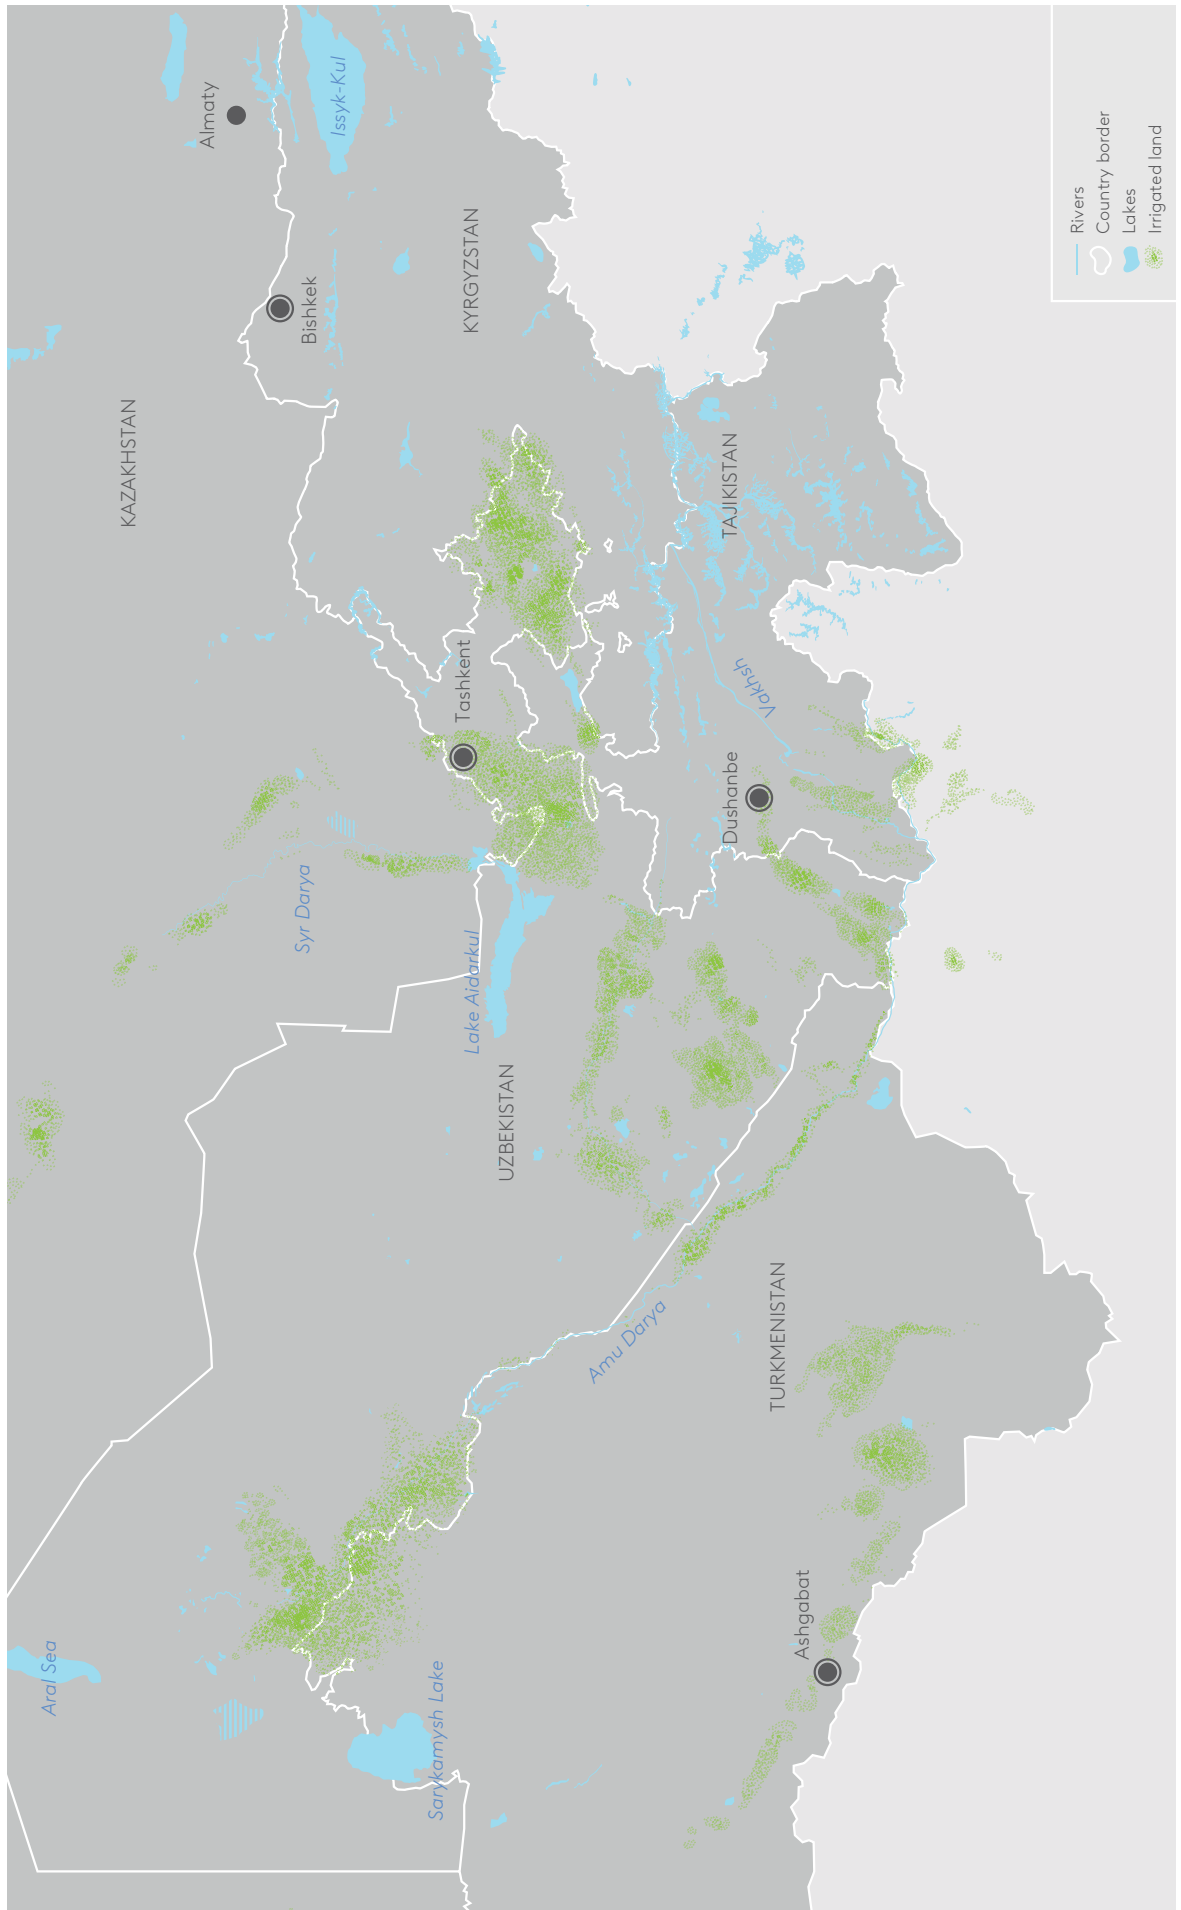 Aral Sea
Sarykamysh Lake
Ashgabat
TURKMENISTAN
Amu Darya
UZBEKISTAN
Lake Aidarkul
Syr Darya
KAZAKHSTAN
Tashkent
Dushanbe
Vakhsh
TAJIKISTAN
KYRGYZSTAN
Bishkek
Almaty
Issyk-Kul
Rivers
Country border
Lakes
Irrigated land